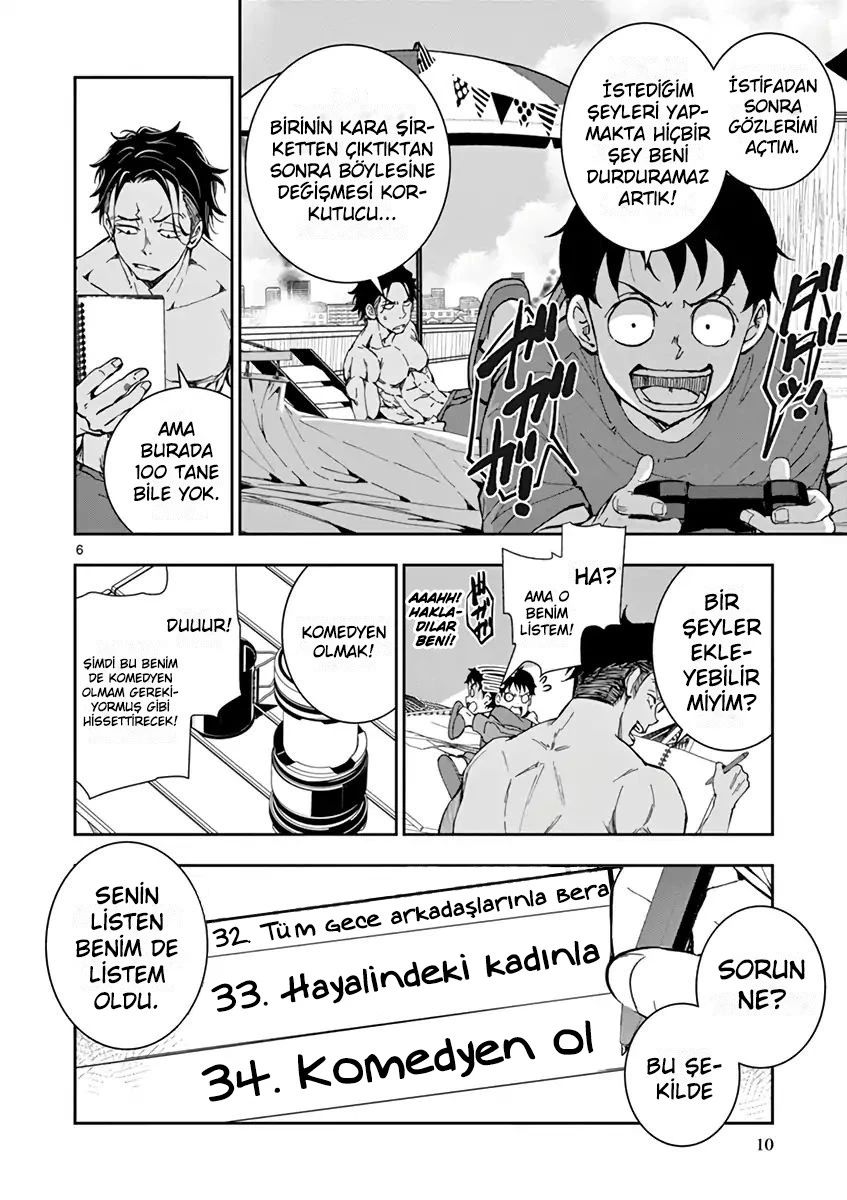 İSTİFADAN
SONRA
GÖZLERİMİ
AÇTIM.
İSTEDİĞİM
ŞEYLERİ YAP-
MAKTA HİÇBİR
ŞEY BENİ
DURDURAMAZ
ARTIK!
BİRİNİN KARA ŞİR-
KETTEN ÇIKTIKTAN
SONRA BÖYLESİNE
DEĞİŞMESİ KOR-
KUTUCU...
AMA
BURADA
100 TANE
BİLE YOK.
6
BİR
ŞEYLER
EKLE-
YEBİLİR
MİYİM?
HA?
AMA O
BENİM
LİSTEM!
AAAHH!
HAKLA-
DILAR
BENİ!
KOMEDYEN
OLMAK!
DUUUR!
ŞİMDİ BU BENİM
DE KOMEDYEN
OLMAM GEREKİ-
YORMUŞ GİBİ
HİSSETTİRECEK!
SORUN
NE?
BU ŞE-
KİLDE
32. Tüm Gece arkadaşlarınla Bera
33. Hayalindeki kadınla
34. Komedyen ol
SENİN
LİSTEN
BENİM DE
LİSTEM
OLDU.
10